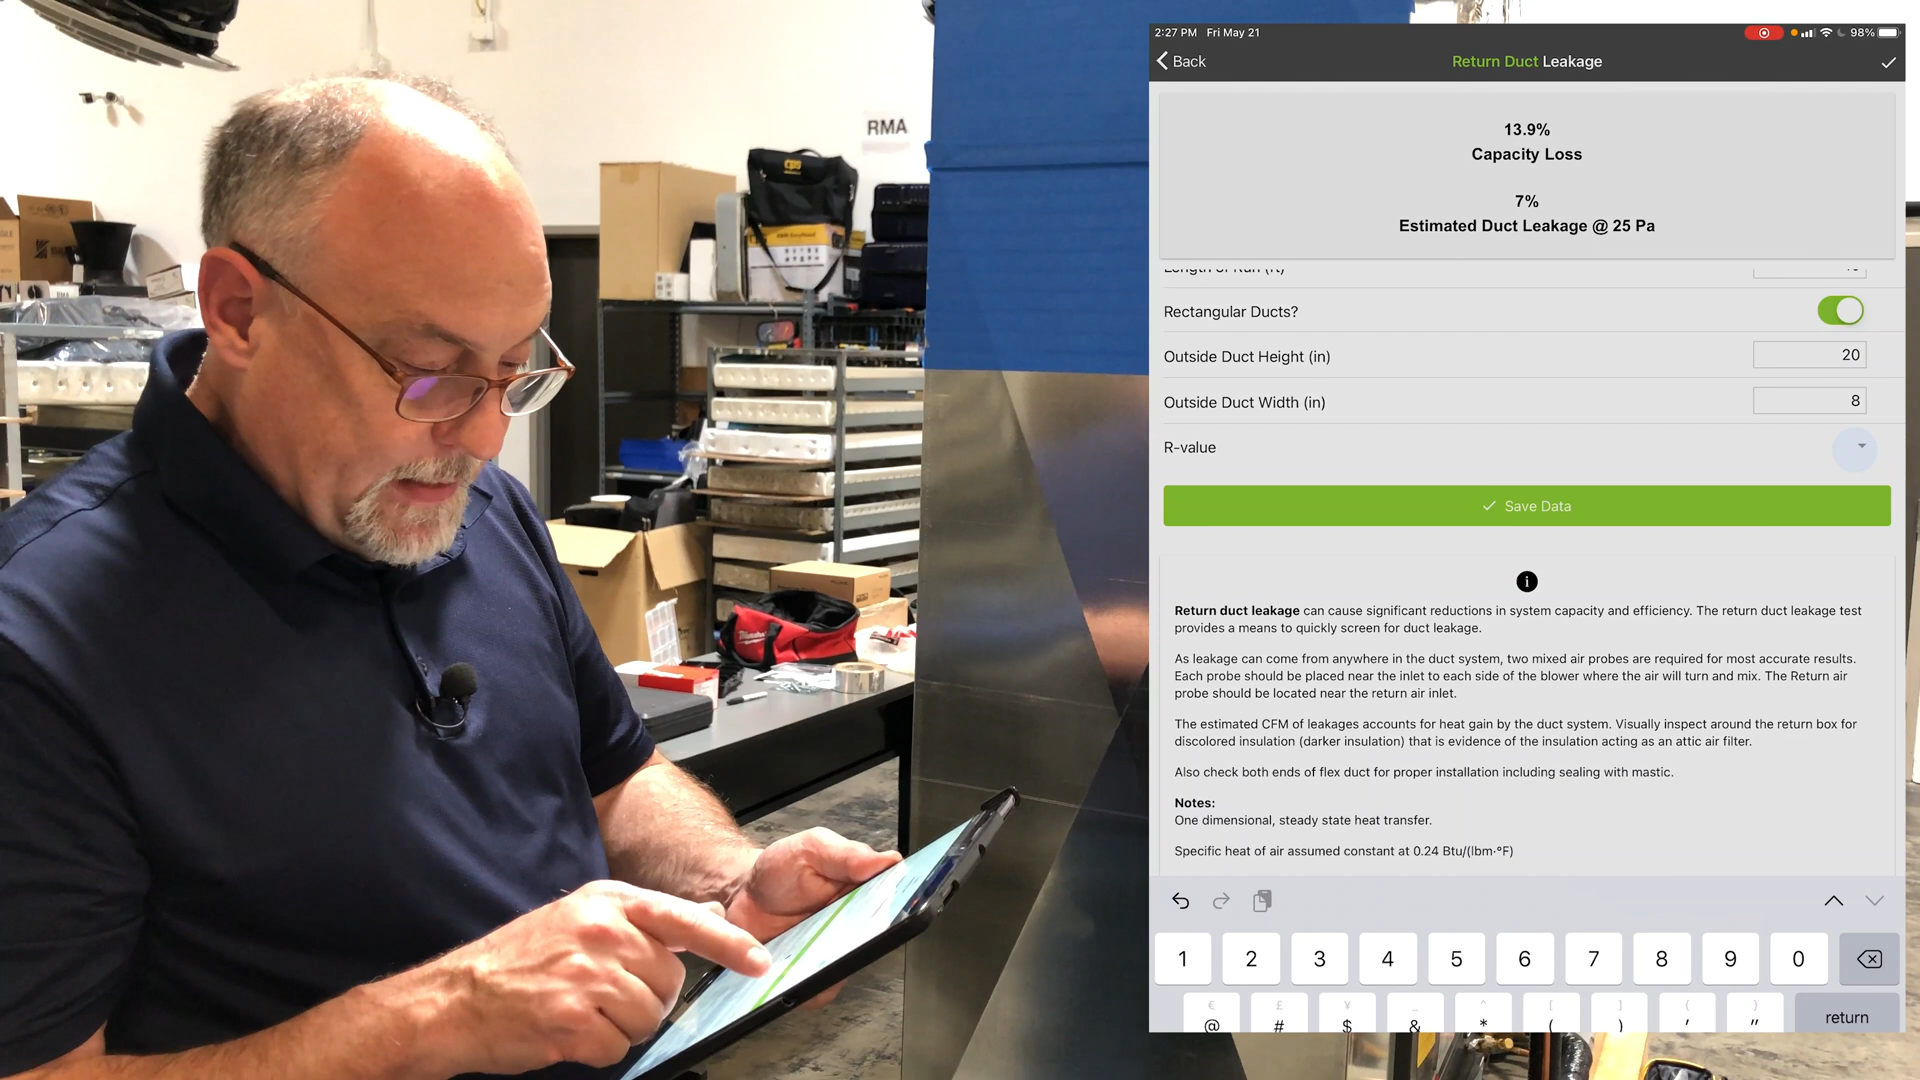 2:27 PM Fri May 21
98%
Back
Return Duct Leakage
13.9%
Capacity Loss
7%
Estimated Duct Leakage @ 25 Pa
Length of Run (ft)
Rectangular Ducts?
Outside Duct Height (in)
20
Outside Duct Width (in)
8
R-value
Save Data
i
Return duct leakage can cause significant reductions in system capacity and efficiency. The return duct leakage test
provides a means to quickly screen for duct leakage.
As leakage can come from anywhere in the duct system, two mixed air probes are required for most accurate results.
Each probe should be placed near the inlet to each side of the blower where the air will turn and mix. The Return air
probe should be located near the return air inlet.
The estimated CFM of leakages accounts for heat gain by the duct system. Visually inspect around the return box for
discolored insulation (darker insulation) that is evidence of the insulation acting as an attic air filter.
Also check both ends of flex duct for proper installation including sealing with mastic.
Notes:
One dimensional, steady state heat transfer.
Specific heat of air assumed constant at 0.24 Btu/(lbm·°F)
1 2 3 4 5 6 7 8 9 0
€ £ ¥ _ ^ [ ] { }
@ # $ & * ( ) ' "
return
RMA
CPS
Milwaukee